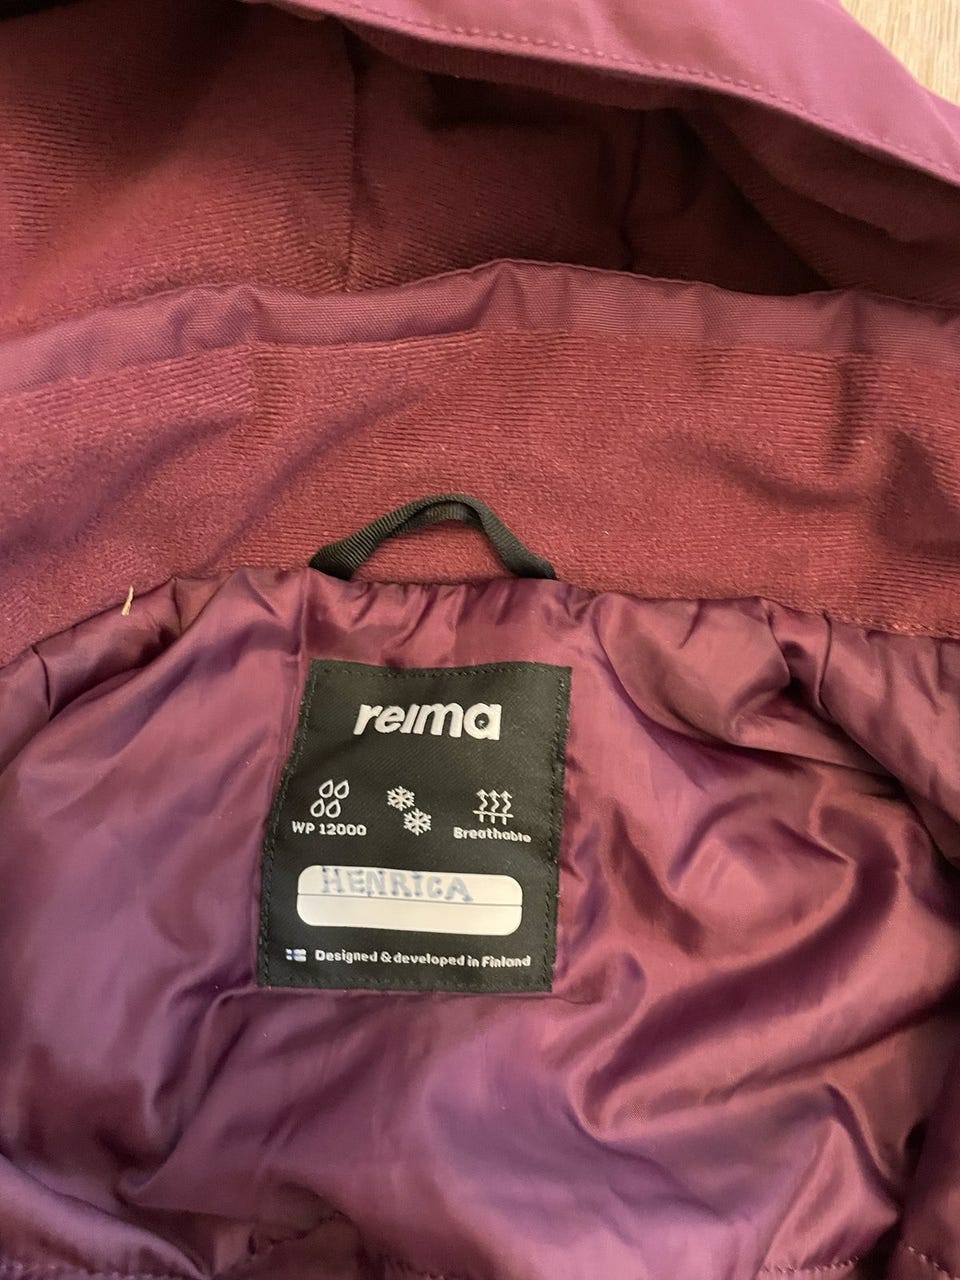 reima
WP 12000
Breathable
HENRICA
Designed & developed in Finland